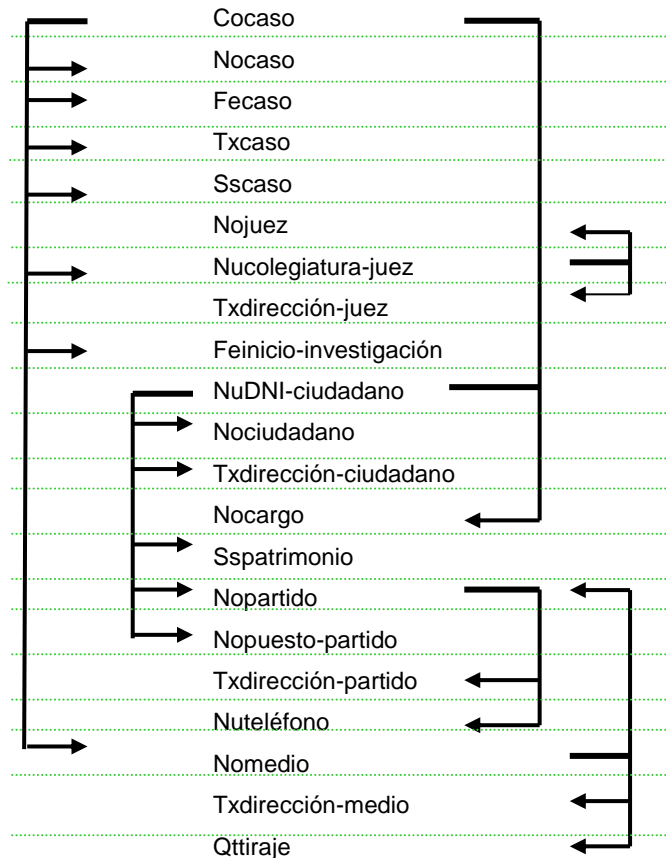 Cocaso
Nocaso
Fecaso
Txcaso
Sscaso
Nojuez
Nucolegiatura-juez
Txdirección-juez
Feinicio-investigación
NuDNI-ciudadano
Nociudadano
Txdirección-ciudadano
Nocargo
Sspatrimonio
Nopartido
Nopuesto-partido
Txdirección-partido
Nuteléfono
Nomedio
Txdirección-medio
Qttiraje